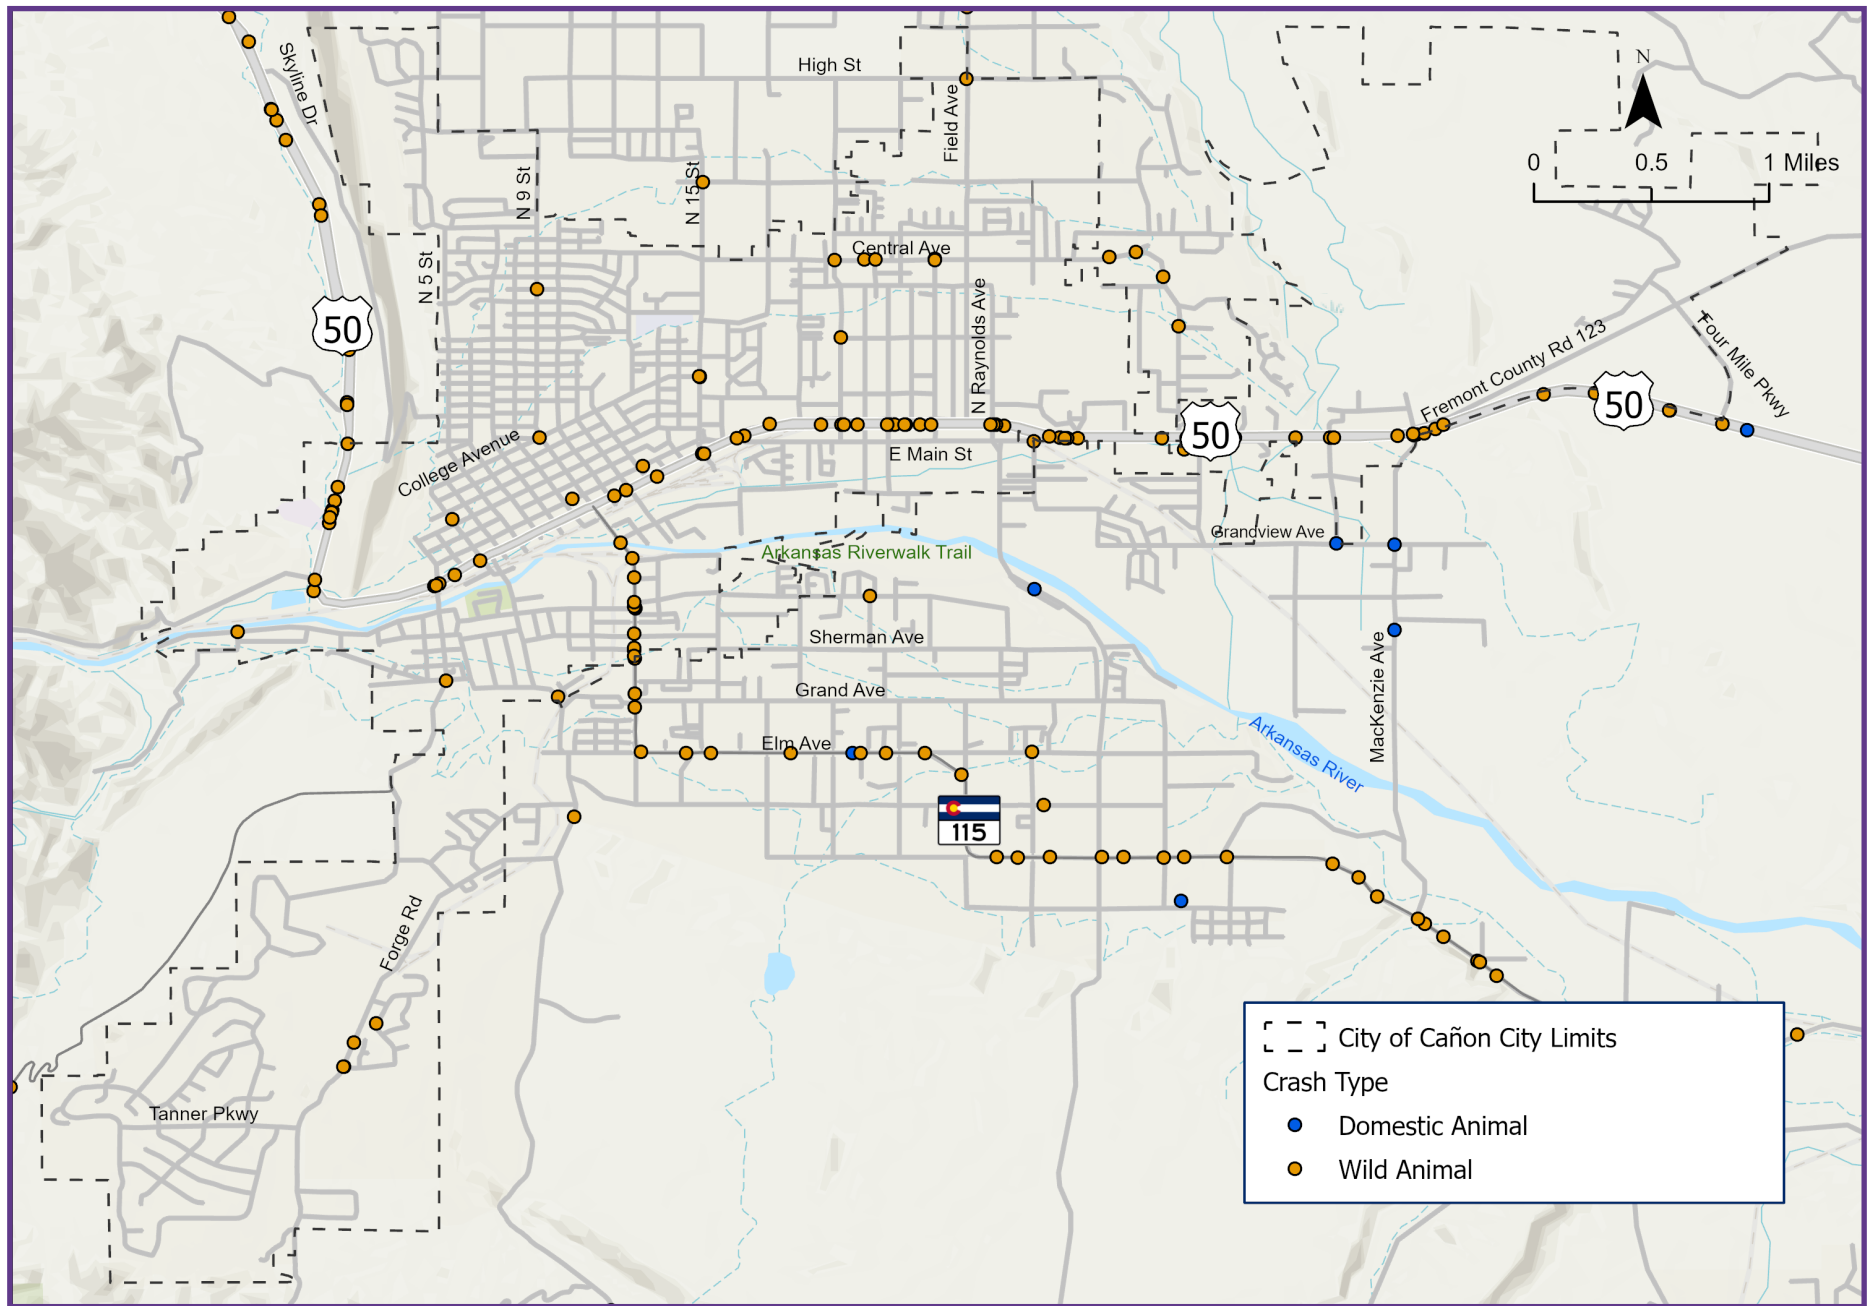 High St
Skyline Dr
Field Ave
N
0 0.5 1 Miles
N 9 St
N 15 St
N 5 St
Central Ave
N Raynolds Ave
50
Fremont County Rd 123
Four Mile Pkwy
50
50
College Avenue
E Main St
Grandview Ave
Arkansas Riverwalk Trail
Sherman Ave
MacKenzie Ave
Grand Ave
Elm Ave
Arkansas River
115
Forge Rd
Tanner Pkwy
City of Cañon City Limits
Crash Type
Domestic Animal
Wild Animal